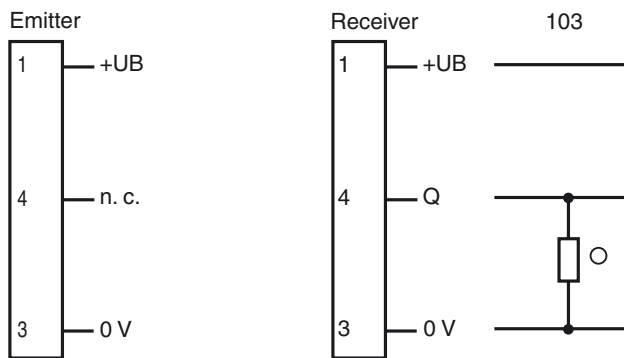 Emitter
Receiver
103
1 +UB
1 +UB
4 n. c.
4 Q
3 0 V
3 0 V